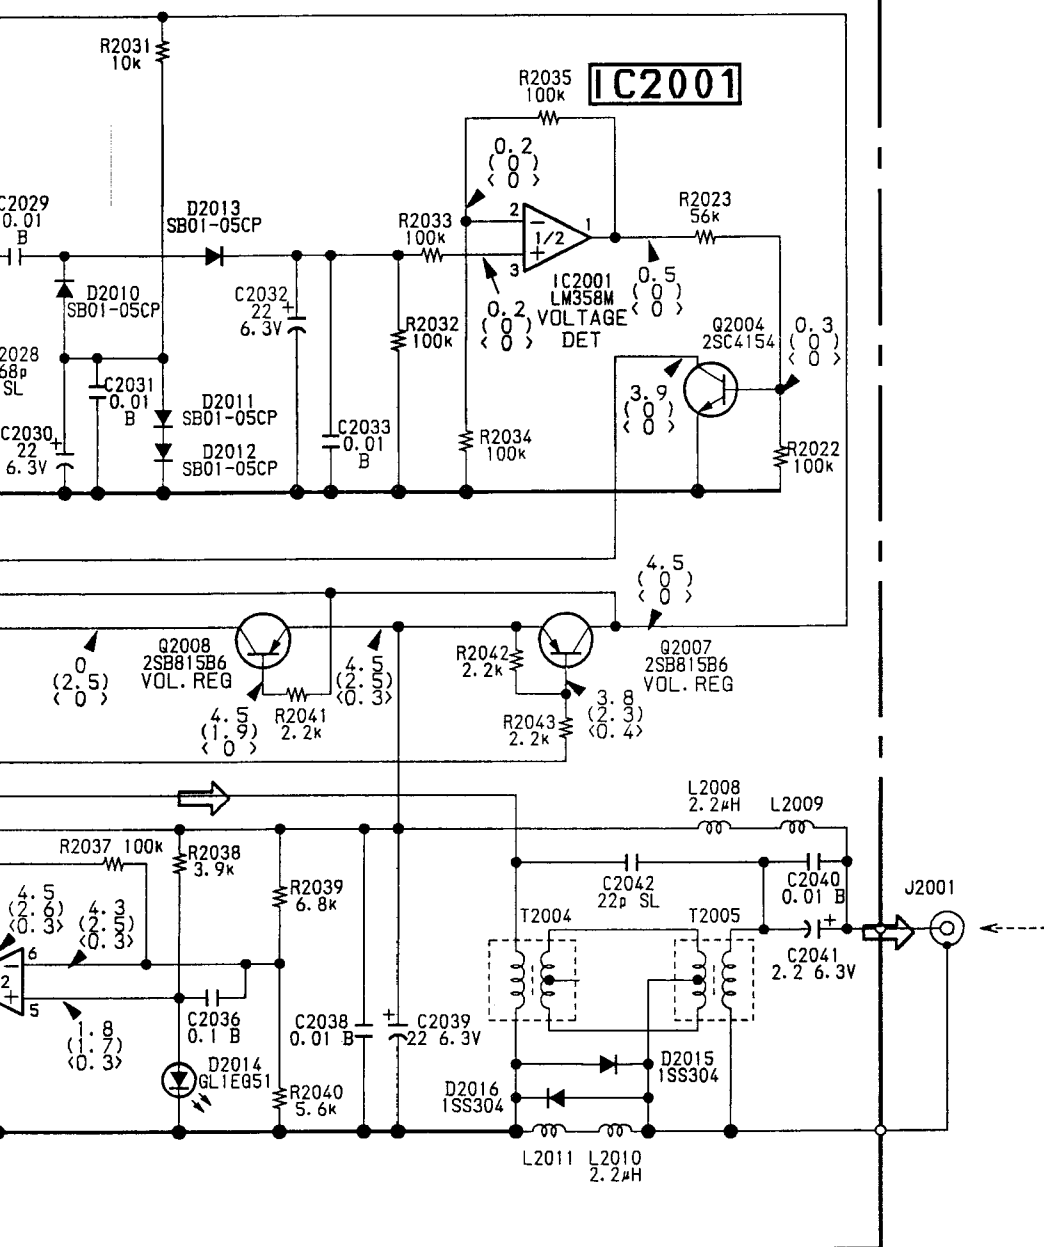 R2031
10k
R2035
100k
IC2001
0.2
( 0 )
< 0 >
C2029
0.01
B
D2013
SB01-05CP
R2033
100k
2
1
1/2
3
R2023
56k
D2010
SB01-05CP
C2032
22 +
6.3V
R2032
100k
0.2
( 0 )
< 0 >
IC2001
LM358M
VOLTAGE
DET
0.5
( 0 )
< 0 >
Q2004
2SC4154
0.3
( 0 )
< 0 >
2028
68p
SL
C2031
0.01
B
D2011
SB01-05CP
3.9
( 0 )
< 0 >
C2030 +
22
6.3V
D2012
SB01-05CP
C2033
0.01
B
R2034
100k
R2022
100k
4.5
( 0 )
< 0 >
0
(2.5)
< 0 >
Q2008
2SB815B6
VOL.REG
4.5
(2.5)
<0.3>
R2042
2.2k
Q2007
2SB815B6
VOL.REG
4.5
(1.9)
< 0 >
R2041
2.2k
R2043
2.2k
3.8
(2.3)
<0.4>
L2008
2.2μH
L2009
R2037 100k
R2038
3.9k
C2042
22p SL
C2040
0.01 B
J2001
4.5
(2.6)
<0.3>
4.3
(2.5)
<0.3>
R2039
6.8k
T2004
T2005
+
C2041
2.2 6.3V
6
2
5
1.8
(1.7)
<0.3>
C2036
0.1 B
C2038
0.01 B
+ C2039
22 6.3V
D2014
GL1EG51
R2040
5.6k
D2015
1SS304
D2016
1SS304
L2011
L2010
2.2μH